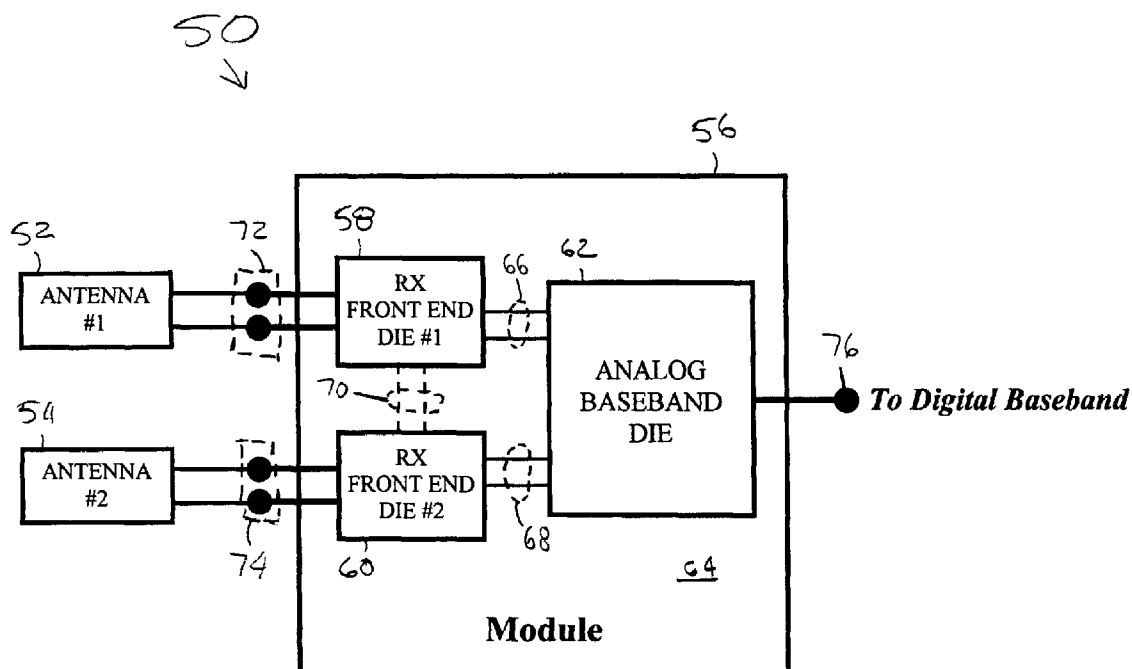 50
56
52
72
58
62
66
ANTENNA
#1
RX
FRONT END
DIE #1
76
70
ANALOG
BASEBAND
DIE
To Digital Baseband
54
ANTENNA
#2
RX
FRONT END
DIE #2
74
60
68
64
Module